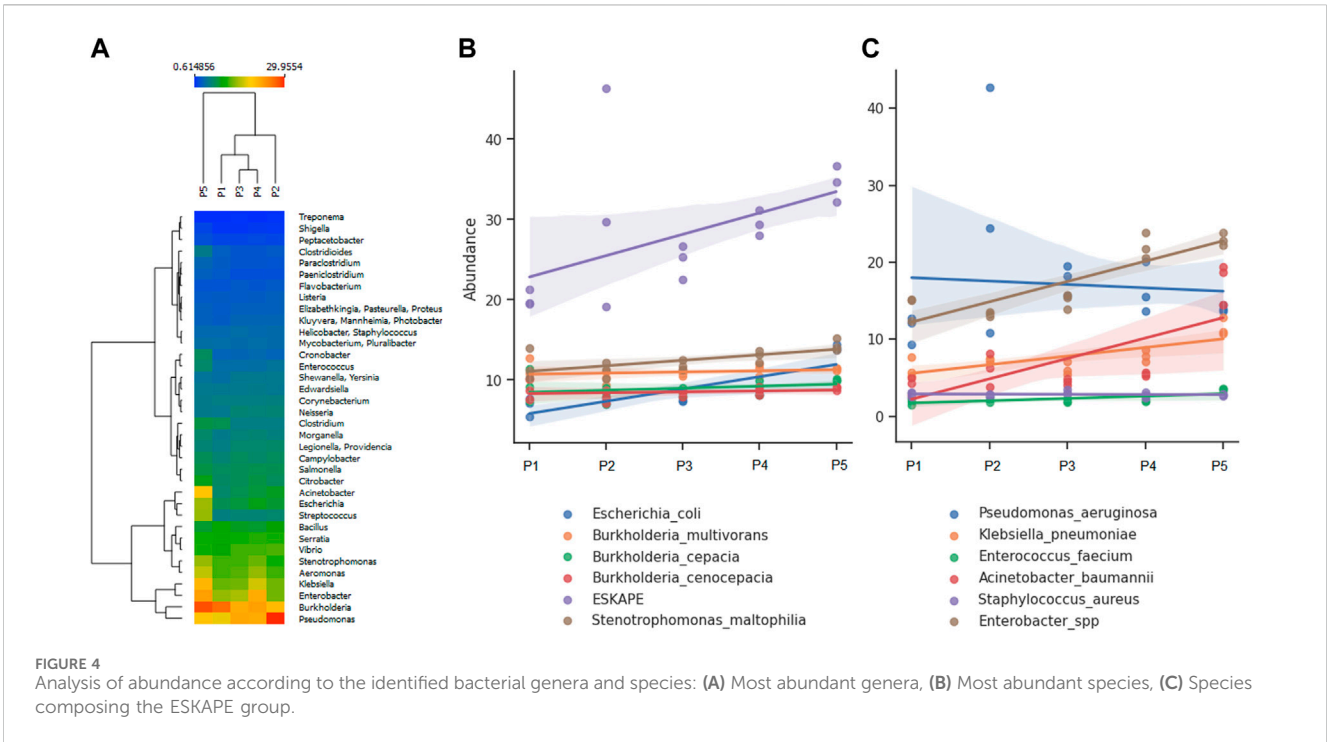 A
0.614856 29.9554
P5 P1 P3 P4 P2
Treponema
Shigella
Peptacetobacter
Clostridioides
Paraclostridium
Paeniclostridium
Flavobacterium
Listeria
Elizabethkingia, Pasteurella, Proteus
Kluyvera, Mannheimia, Photobacter
Helicobacter, Staphylococcus
Mycobacterium, Pluralibacter
Cronobacter
Enterococcus
Shewanella, Yersinia
Edwardsiella
Corynebacterium
Neisseria
Clostridium
Morganella
Legionella, Providencia
Campylobacter
Salmonella
Citrobacter
Acinetobacter
Escherichia
Streptococcus
Bacillus
Serratia
Vibrio
Stenotrophomonas
Aeromonas
Klebsiella
Enterobacter
Burkholderia
Pseudomonas
B
Abundance
40
30
20
10
P1 P2 P3 P4 P5
Escherichia_coli
Burkholderia_multivorans
Burkholderia_cepacia
Burkholderia_cenocepacia
ESKAPE
Stenotrophomonas_maltophilia
C
40
30
20
10
0
P1 P2 P3 P4 P5
Pseudomonas_aeruginosa
Klebsiella_pneumoniae
Enterococcus_faecium
Acinetobacter_baumannii
Staphylococcus_aureus
Enterobacter_spp
FIGURE 4
Analysis of abundance according to the identified bacterial genera and species: (A) Most abundant genera, (B) Most abundant species, (C) Species
composing the ESKAPE group.